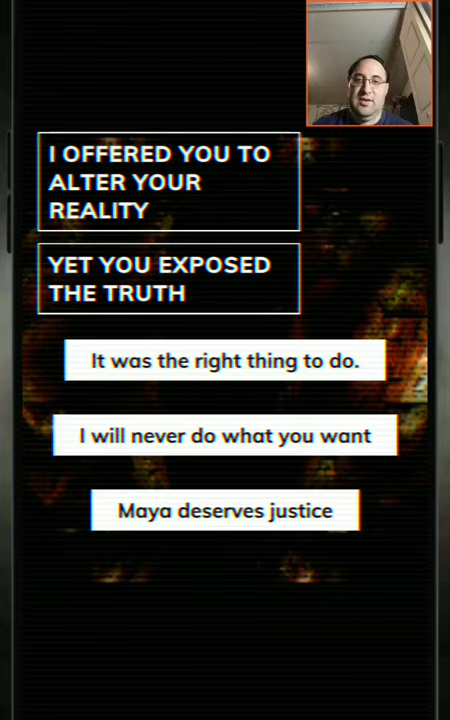 I OFFERED YOU TO
ALTER YOUR
REALITY
YET YOU EXPOSED
THE TRUTH
It was the right thing to do.
I will never do what you want
Maya deserves justice